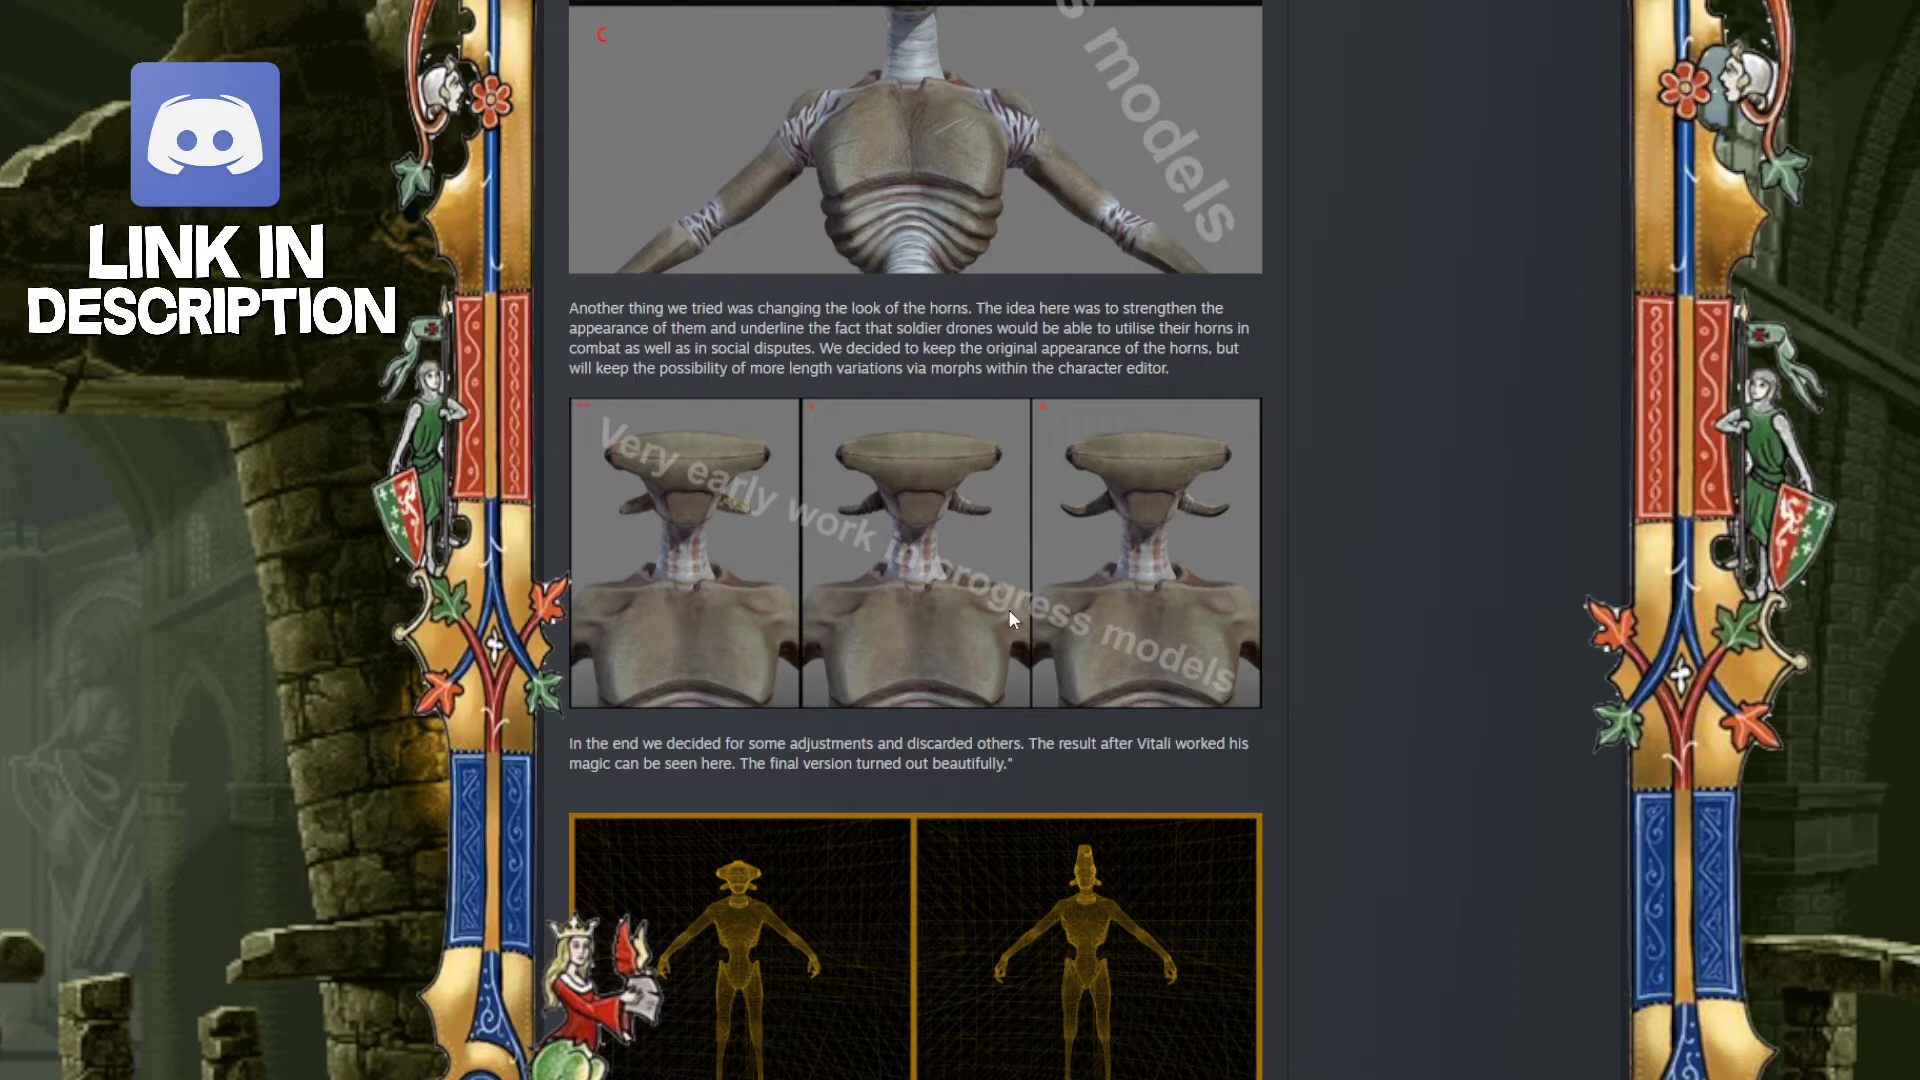 LINK IN
DESCRIPTION
C
s models
Another thing we tried was changing the look of the horns. The idea here was to strengthen the
appearance of them and underline the fact that soldier drones would be able to utilise their horns in
combat as well as in social disputes. We decided to keep the original appearance of the horns, but
will keep the possibility of more length variations via morphs within the character editor.
Very early work in progress models
In the end we decided for some adjustments and discarded others. The result after Vitali worked his
magic can be seen here. The final version turned out beautifully."